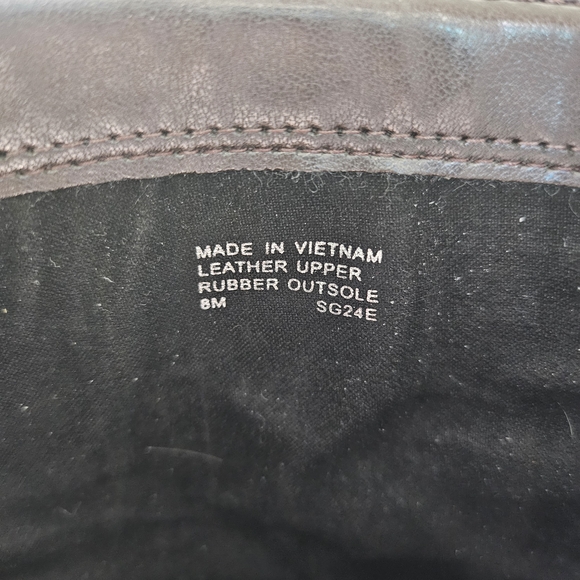 MADE IN VIETNAM
LEATHER UPPER
RUBBER OUTSOLE
8M SG24E